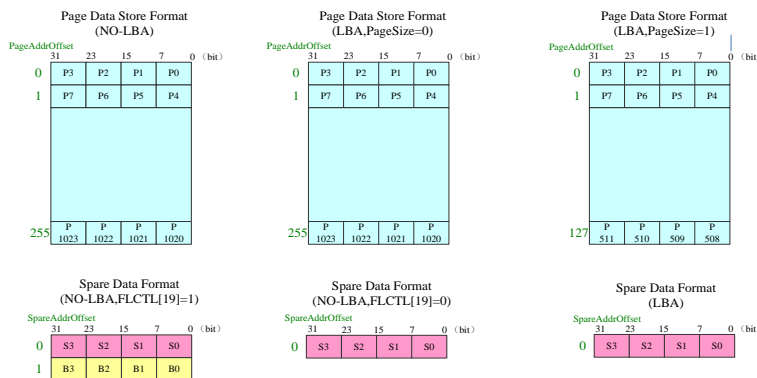 Page Data Store Format
(NO-LBA)
PageAddrOffset
31 23 15 7 0 （bit）
0 P3 P2 P1 P0
1 P7 P6 P5 P4
255 P 1023 P 1022 P 1021 P 1020
Page Data Store Format
(LBA,PageSize=0)
PageAddrOffset
31 23 15 7 0 （bit）
0 P3 P2 P1 P0
1 P7 P6 P5 P4
255 P 1023 P 1022 P 1021 P 1020
Page Data Store Format
(LBA,PageSize=1)
PageAddrOffset
31 23 15 7 0 （bit
0 P3 P2 P1 P0
1 P7 P6 P5 P4
127 P 511 P 510 P 509 P 508
Spare Data Format
(NO-LBA,FLCTL[19]=1)
SpareAddrOffset
31 23 15 7 0 （bit）
0 S3 S2 S1 S0
1 B3 B2 B1 B0
Spare Data Format
(NO-LBA,FLCTL[19]=0)
SpareAddrOffset
31 23 15 7 0 （bit）
0 S3 S2 S1 S0
Spare Data Format
(LBA)
SpareAddrOffset
31 23 15 7 0 （bit
0 S3 S2 S1 S0